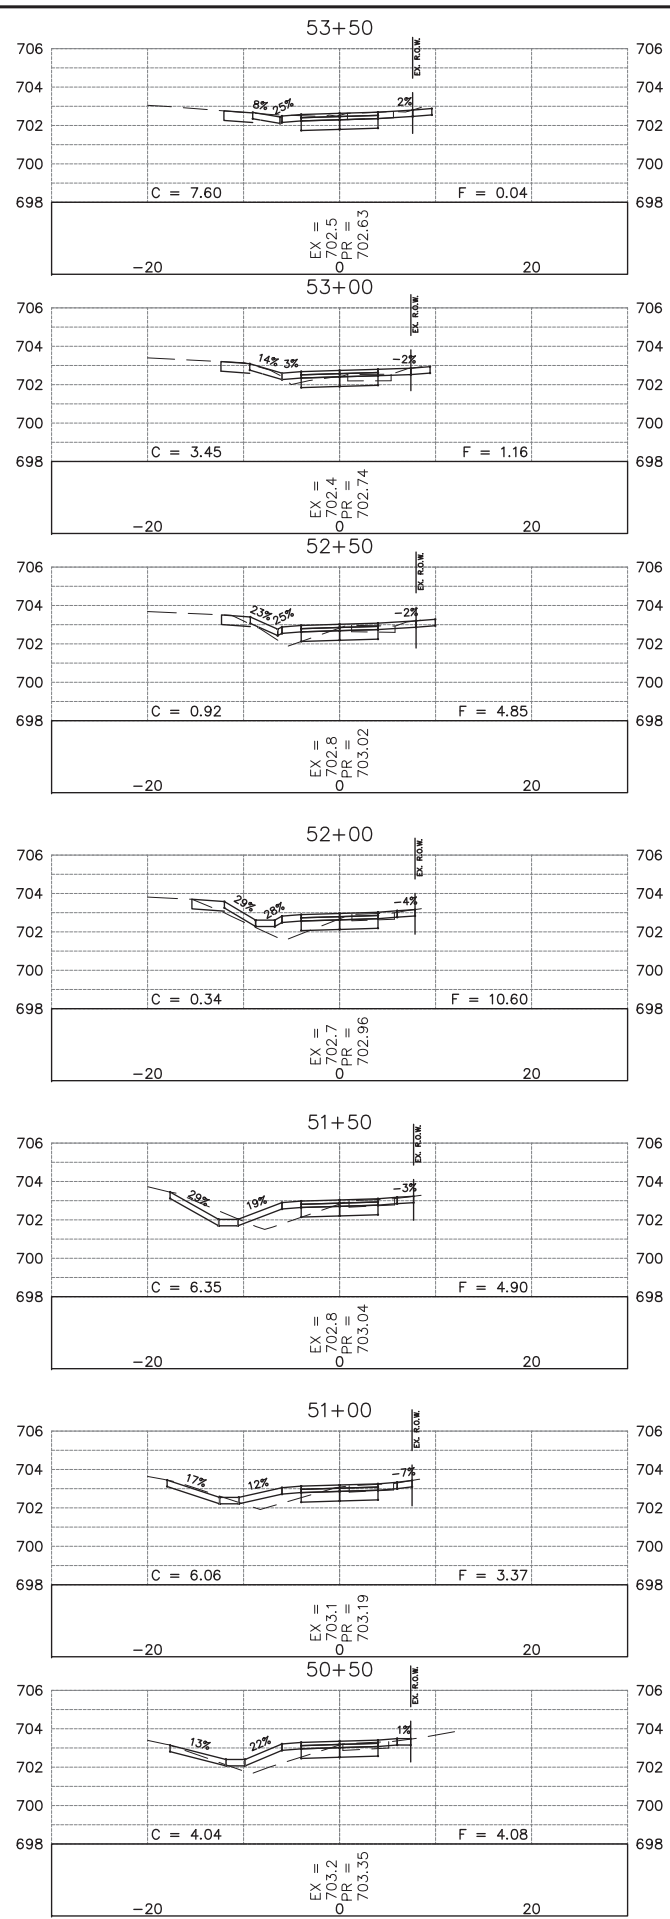 53+50
EX. R.O.W.
706 706
704 704
8% 25% 2%
702 702
700 700
C = 7.60 F = 0.04
698 698
EX =
702.5
PR =
702.63
-20 0 20
53+00
EX. R.O.W.
706 706
704 704
14% 3% -2%
702 702
700 700
C = 3.45 F = 1.16
698 698
EX =
702.4
PR =
702.74
-20 0 20
52+50
EX. R.O.W.
706 706
704 704
23% 25% -2%
702 702
700 700
C = 0.92 F = 4.85
698 698
EX =
702.8
PR =
703.02
-20 0 20
52+00
EX. R.O.W.
706 706
704 704
29% 28% -4%
702 702
700 700
C = 0.34 F = 10.60
698 698
EX =
702.7
PR =
702.96
-20 0 20
51+50
EX. R.O.W.
706 706
704 704
29% 19% -3%
702 702
700 700
C = 6.35 F = 4.90
698 698
EX =
702.8
PR =
703.04
-20 0 20
51+00
EX. R.O.W.
706 706
704 704
17% 12% -7%
702 702
700 700
C = 6.06 F = 3.37
698 698
EX =
703.1
PR =
703.19
-20 0 20
50+50
EX. R.O.W.
706 706
704 704
13% 22% 1%
702 702
700 700
C = 4.04 F = 4.08
698 698
EX =
703.2
PR =
703.35
-20 0 20